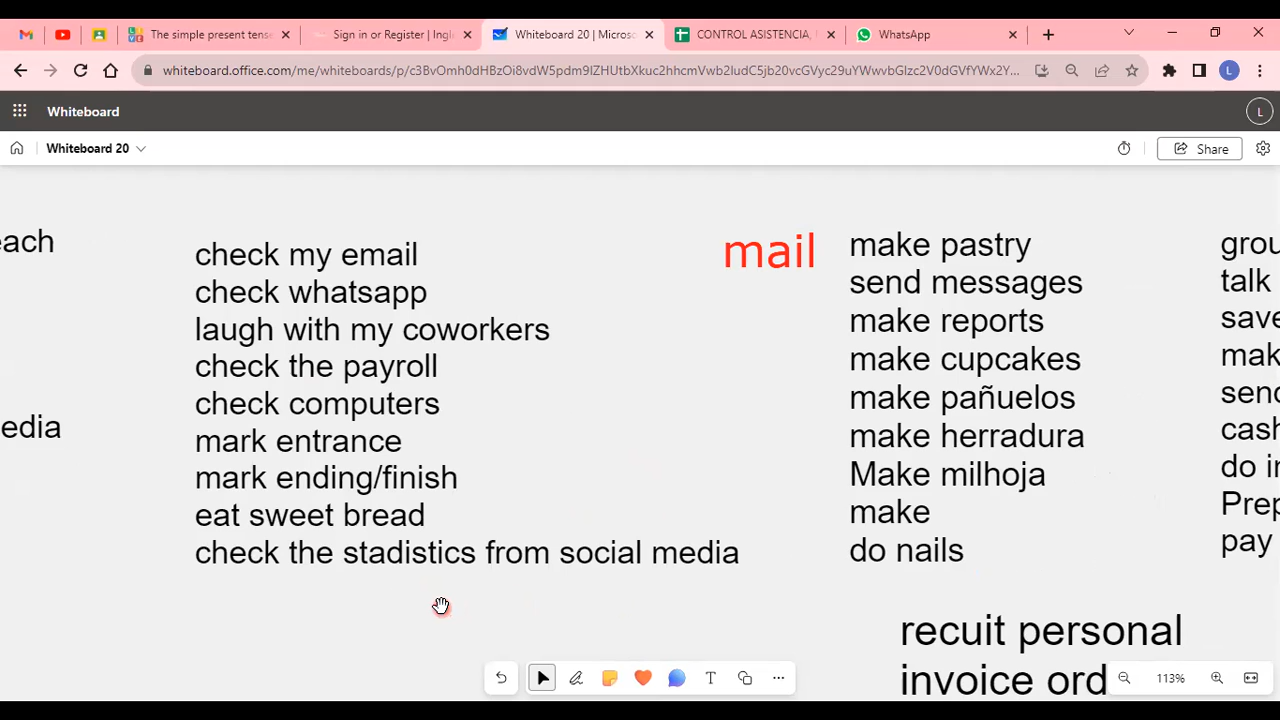 The simple present tense
Sign in or Register | Ingl
Whiteboard 20 | Micros
CONTROL ASISTENCIA,
WhatsApp
whiteboard.office.com
L
Whiteboard
L
Whiteboard 20
Share
each
edia
check my email
check whatsapp
laugh with my coworkers
check the payroll
check computers
mark entrance
mark ending/finish
eat sweet bread
check the stadistics from social media
mail
make pastry
send messages
make reports
make cupcakes
make pañuelos
make herradura
Make milhoja
make
do nails
grou
talk
save
mak
send
cash
do in
Prep
pay
recuit personal
invoice ord
T
113%